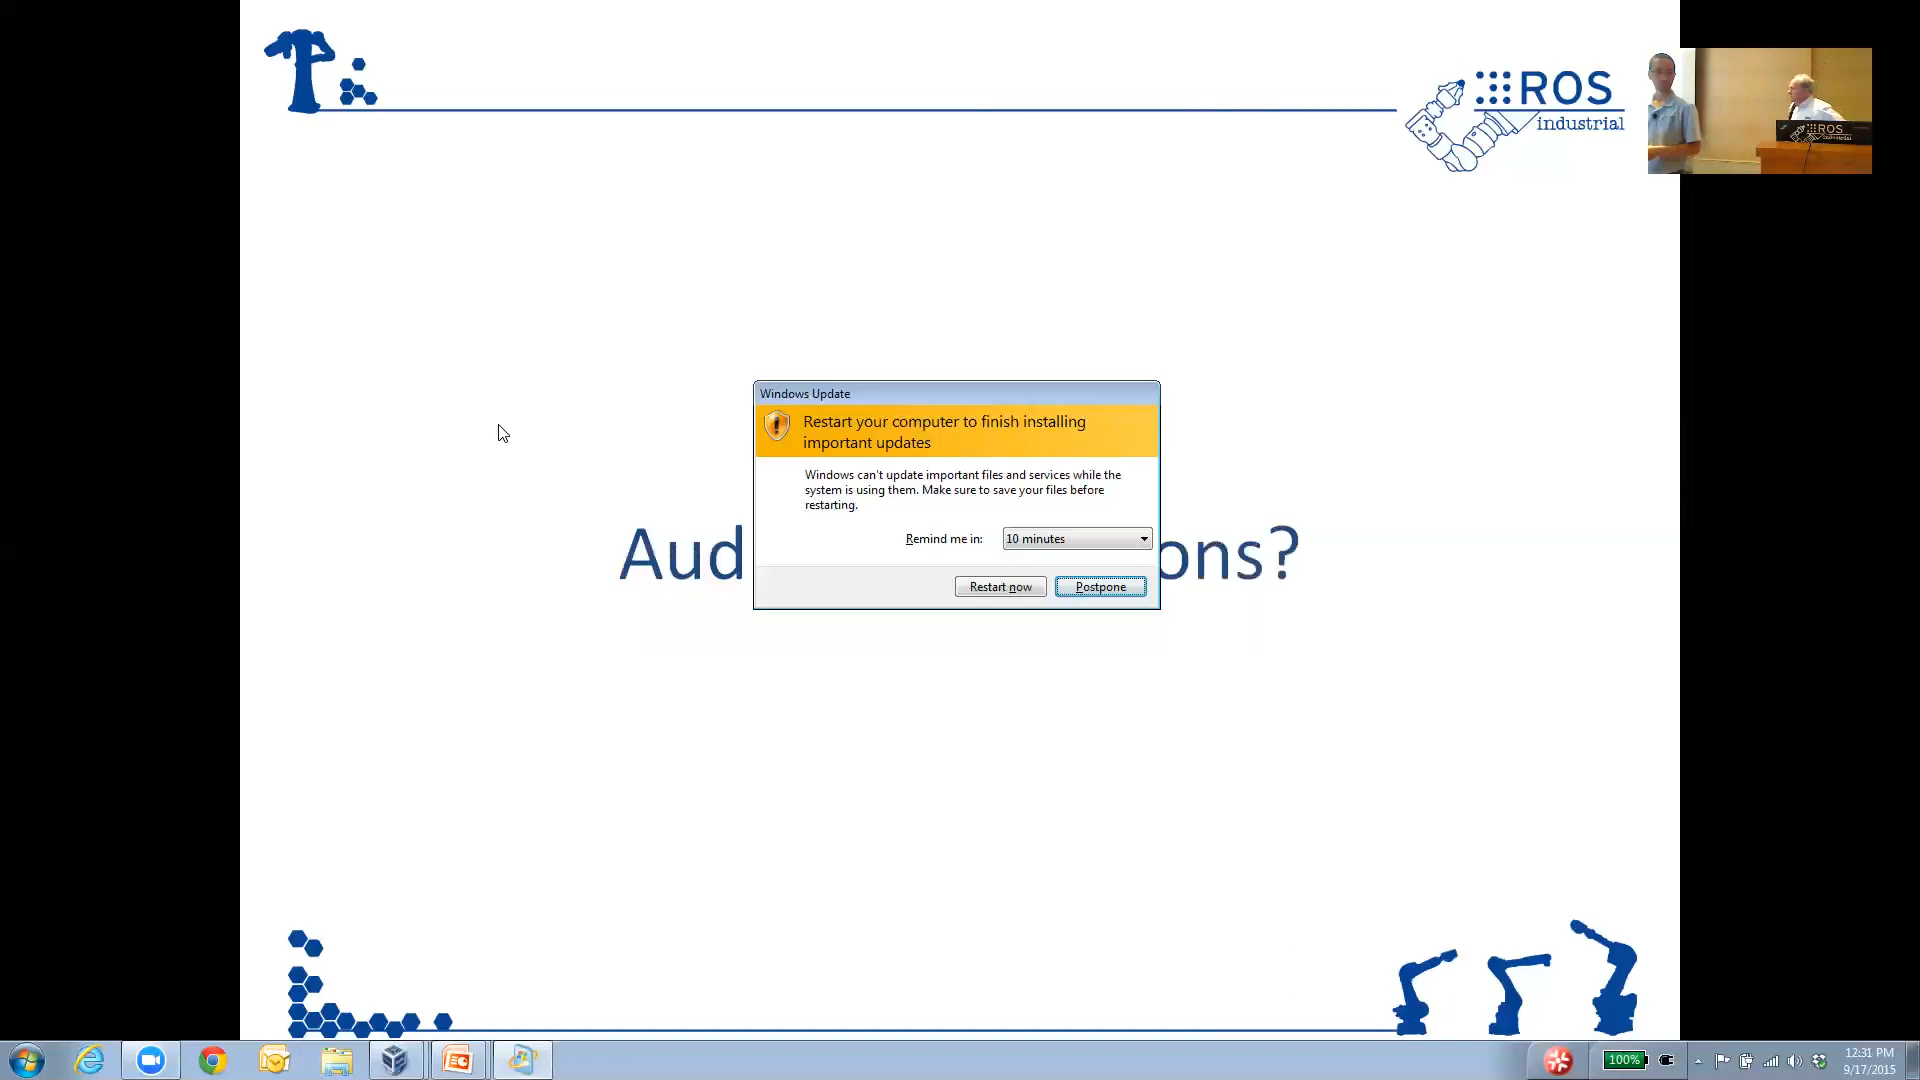 ROS
industrial
ROS
industrial
Windows Update
Restart your computer to finish installing
important updates
Windows can't update important files and services while the
system is using them. Make sure to save your files before
restarting.
Remind me in: 10 minutes
Aud ons?
Restart now Postpone
100%
12:31 PM
9/17/2015